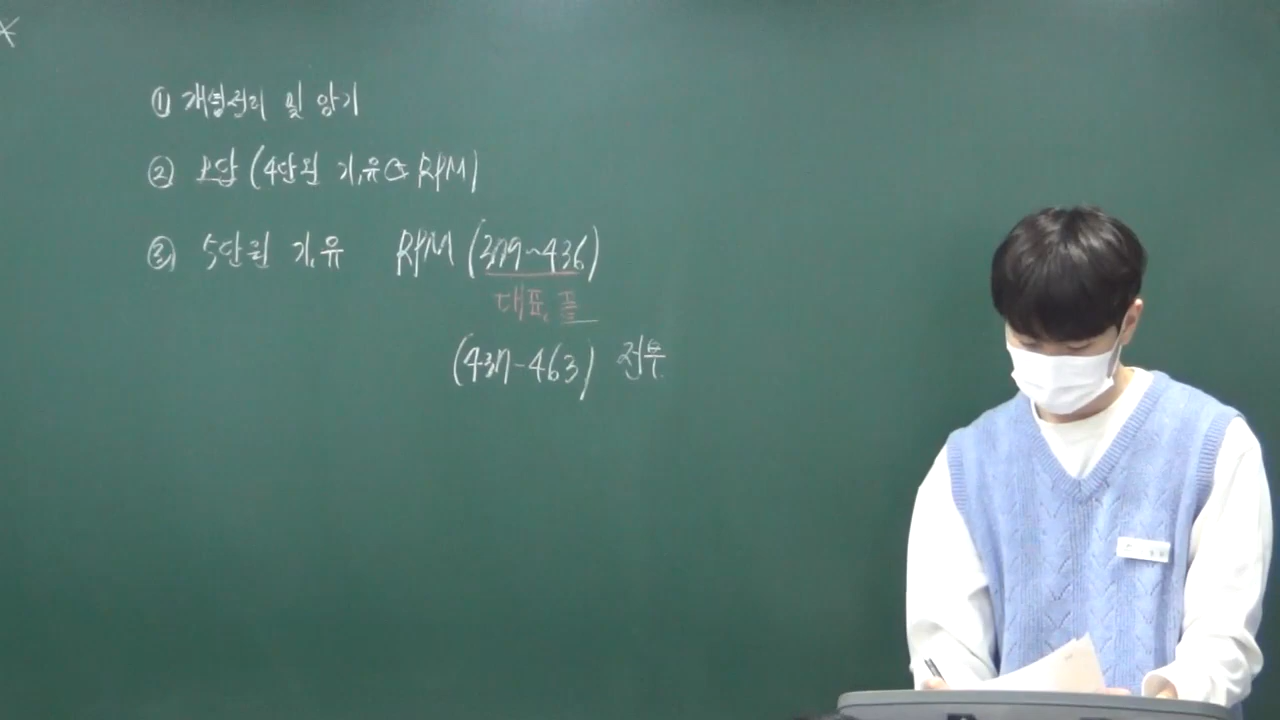 ① 개념정리 및 암기
② 오답 (4단원 기,유 RPM)
③ 5단원 기,유 RPM (379~436)
대표, 틀
(437-463) 전부.